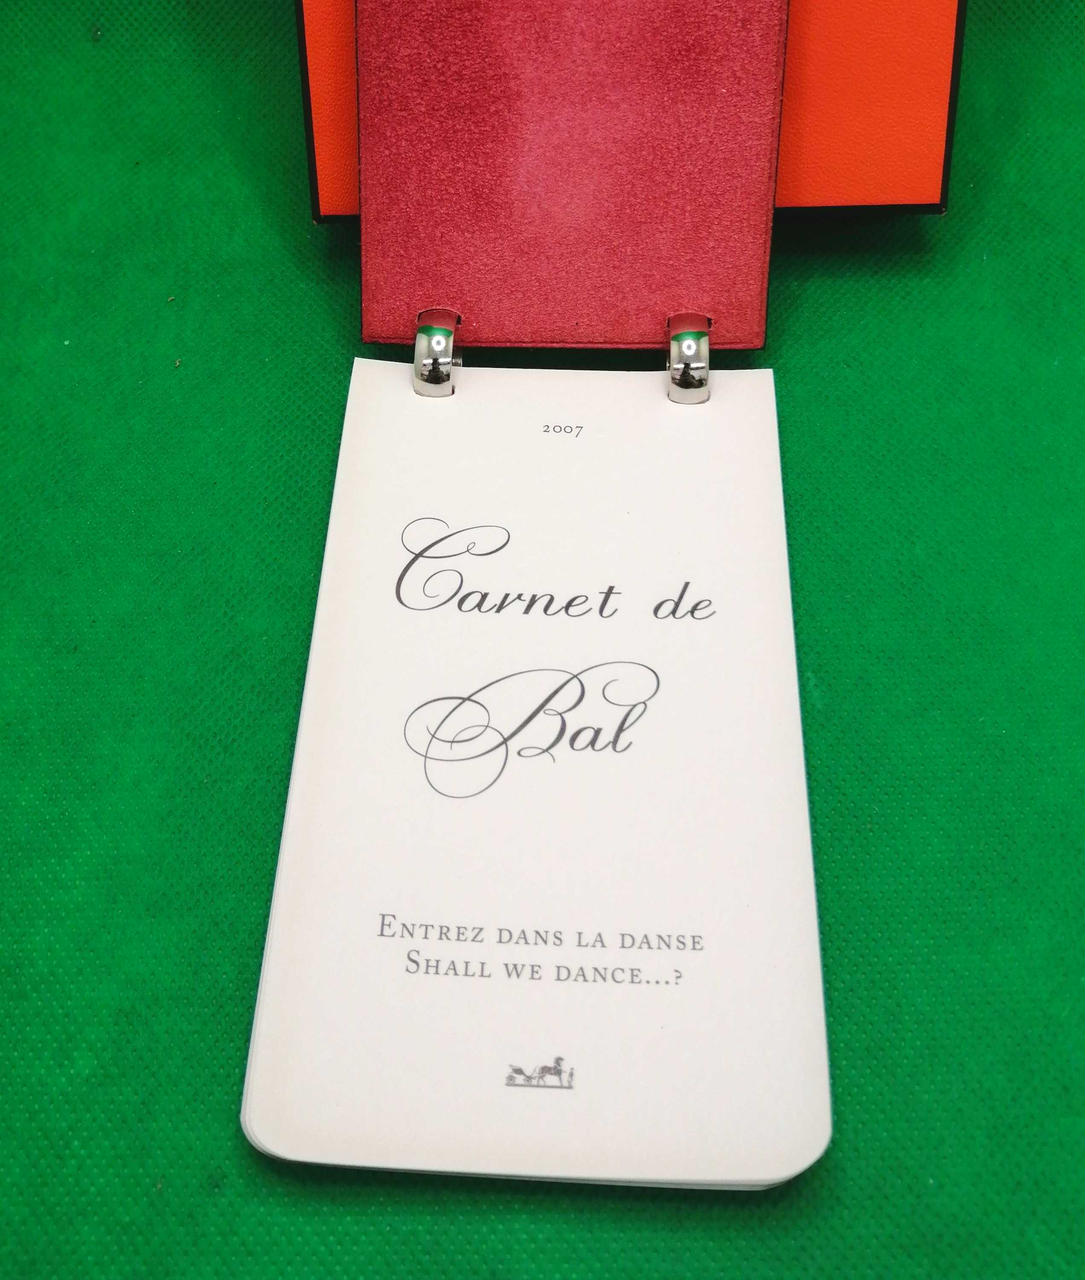 2007
Carnet de
Bal
ENTREZ DANS LA DANSE
SHALL WE DANCE...?